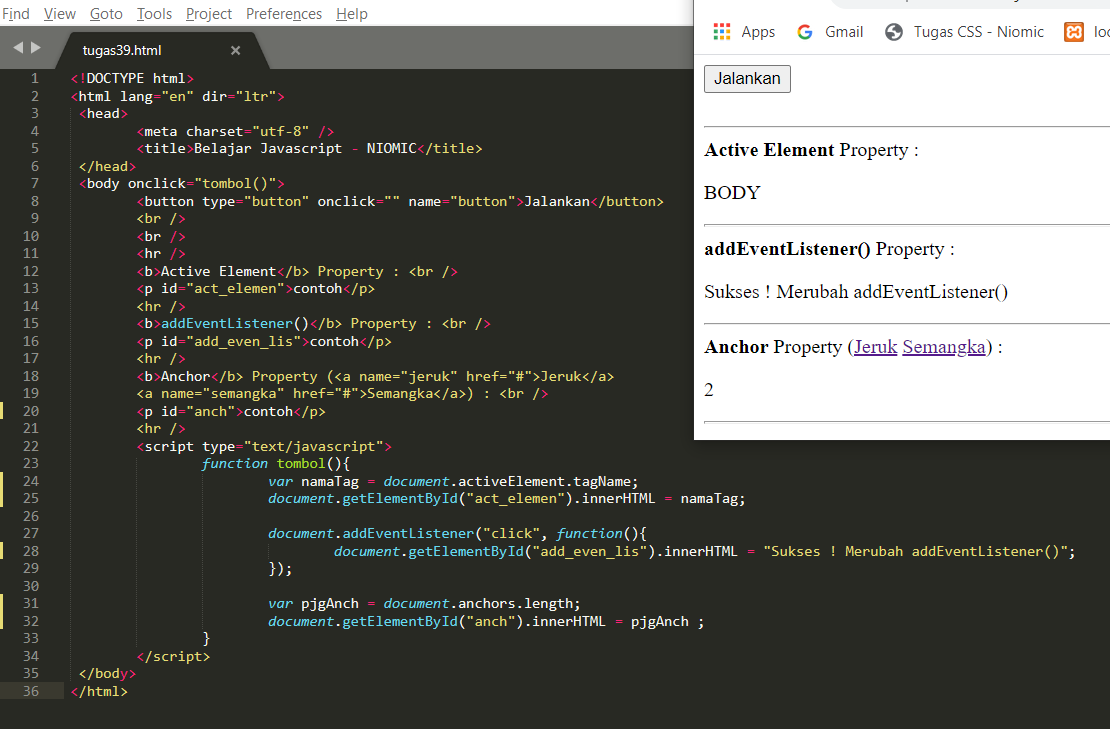 Find View Goto Tools Project Preferences Help
tugas39.html ×
1 <!DOCTYPE html>
2 <html lang="en" dir="ltr">
3 <head>
4 <meta charset="utf-8" />
5 <title>Belajar Javascript - NIOMIC</title>
6 </head>
7 <body onclick="tombol()">
8 <button type="button" onclick="" name="button">Jalankan</button>
9 <br />
10 <br />
11 <hr />
12 <b>Active Element</b> Property : <br />
13 <p id="act_elemen">contoh</p>
14 <hr />
15 <b>addEventListener()</b> Property : <br />
16 <p id="add_even_lis">contoh</p>
17 <hr />
18 <b>Anchor</b> Property (<a name="jeruk" href="#">Jeruk</a>
19 <a name="semangka" href="#">Semangka</a>) : <br />
20 <p id="anch">contoh</p>
21 <hr />
22 <script type="text/javascript">
23 function tombol(){
24 var namaTag = document.activeElement.tagName;
25 document.getElementById("act_elemen").innerHTML = namaTag;
26
27 document.addEventListener("click", function(){
28 document.getElementById("add_even_lis").innerHTML = "Sukses ! Merubah addEventListener()";
29 });
30
31 var pjgAnch = document.anchors.length;
32 document.getElementById("anch").innerHTML = pjgAnch ;
33 }
34 </script>
35 </body>
36 </html>
Apps Gmail Tugas CSS - Niomic
Jalankan
Active Element Property :
BODY
addEventListener() Property :
Sukses ! Merubah addEventListener()
Anchor Property (Jeruk Semangka) :
2